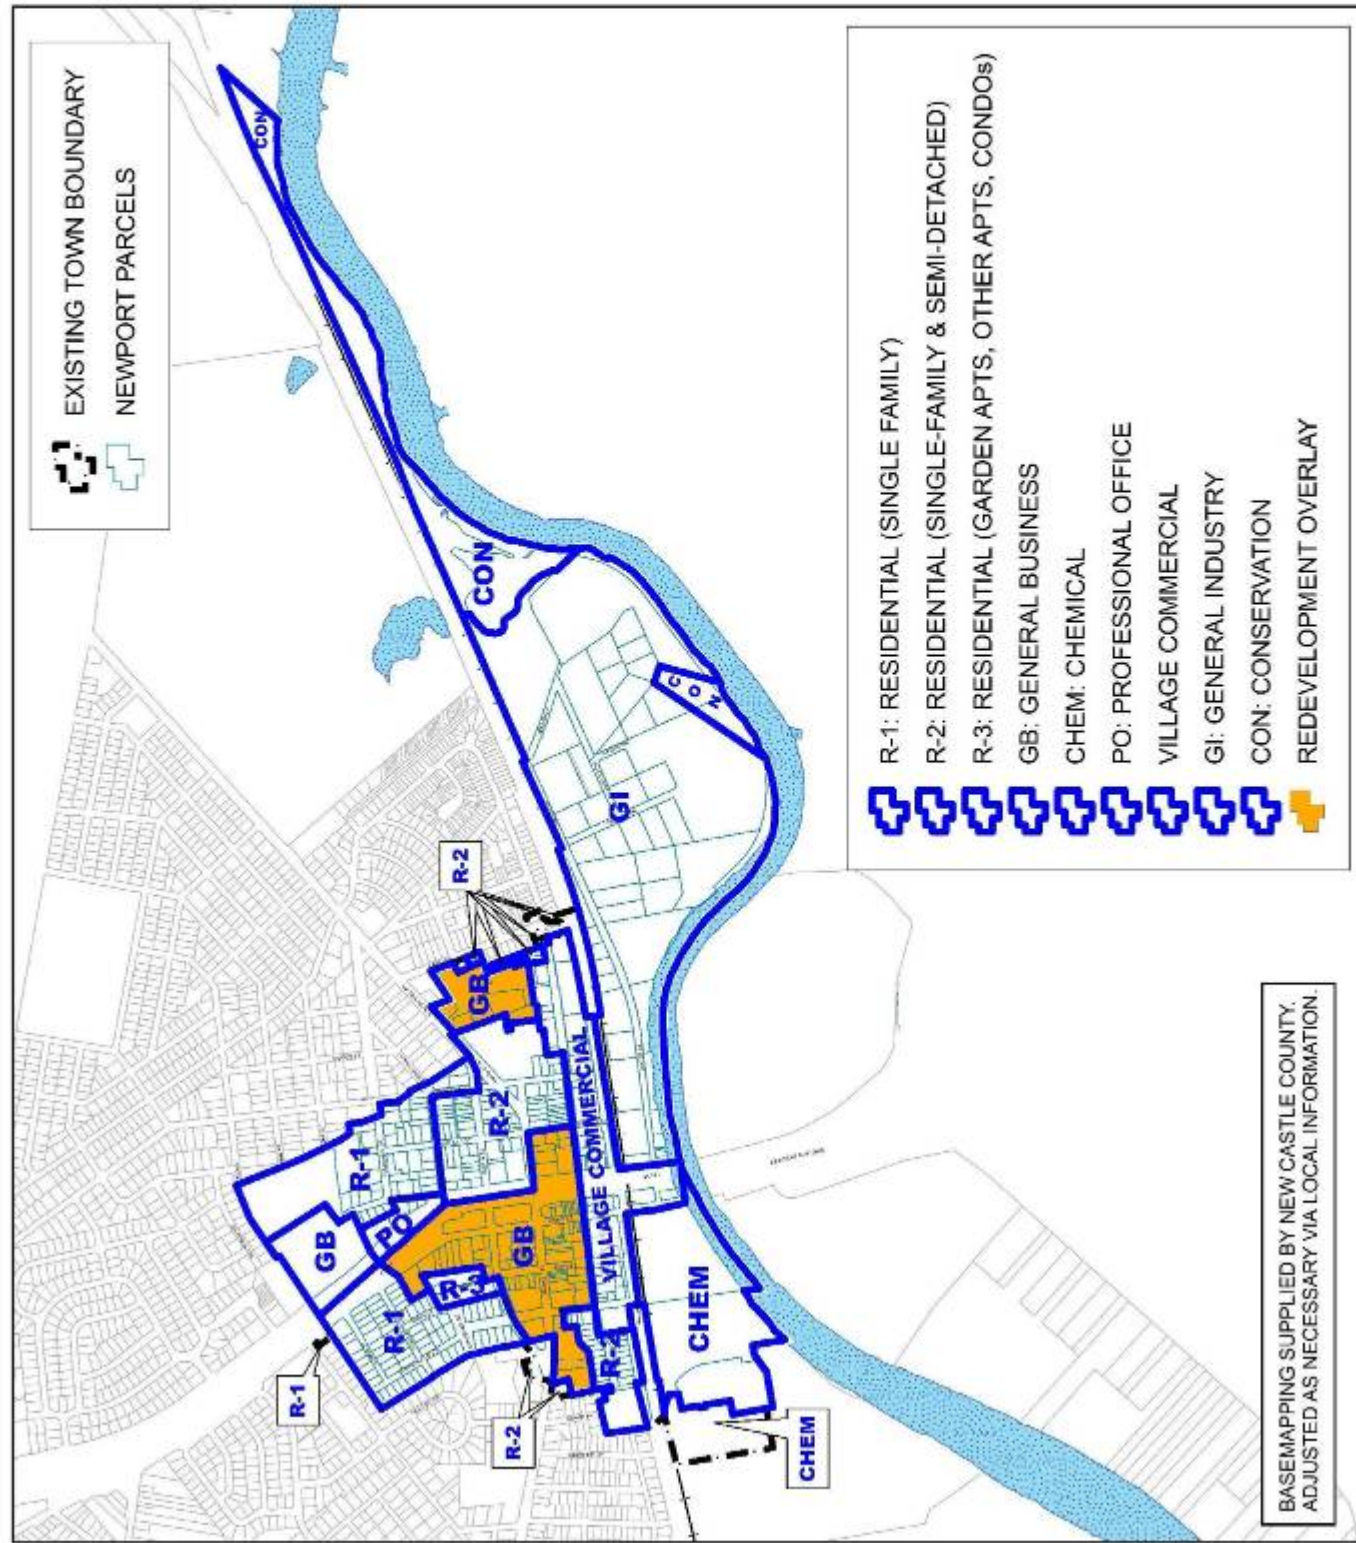 EXISTING TOWN BOUNDARY
NEWPORT PARCELS
CON
CON
CON
GI
R-2
GB
R-2
R-1
PO
GB
GB
R-3
R-1
R-1
R-2
R-2
VILLAGE COMMERCIAL
CHEM
CHEM
R-1: RESIDENTIAL (SINGLE FAMILY)
R-2: RESIDENTIAL (SINGLE-FAMILY & SEMI-DETACHED)
R-3: RESIDENTIAL (GARDEN APTS, OTHER APTS, CONDOs)
GB: GENERAL BUSINESS
CHEM: CHEMICAL
PO: PROFESSIONAL OFFICE
VILLAGE COMMERCIAL
GI: GENERAL INDUSTRY
CON: CONSERVATION
REDEVELOPMENT OVERLAY
BASEMAPPING SUPPLIED BY NEW CASTLE COUNTY.
ADJUSTED AS NECESSARY VIA LOCAL INFORMATION.